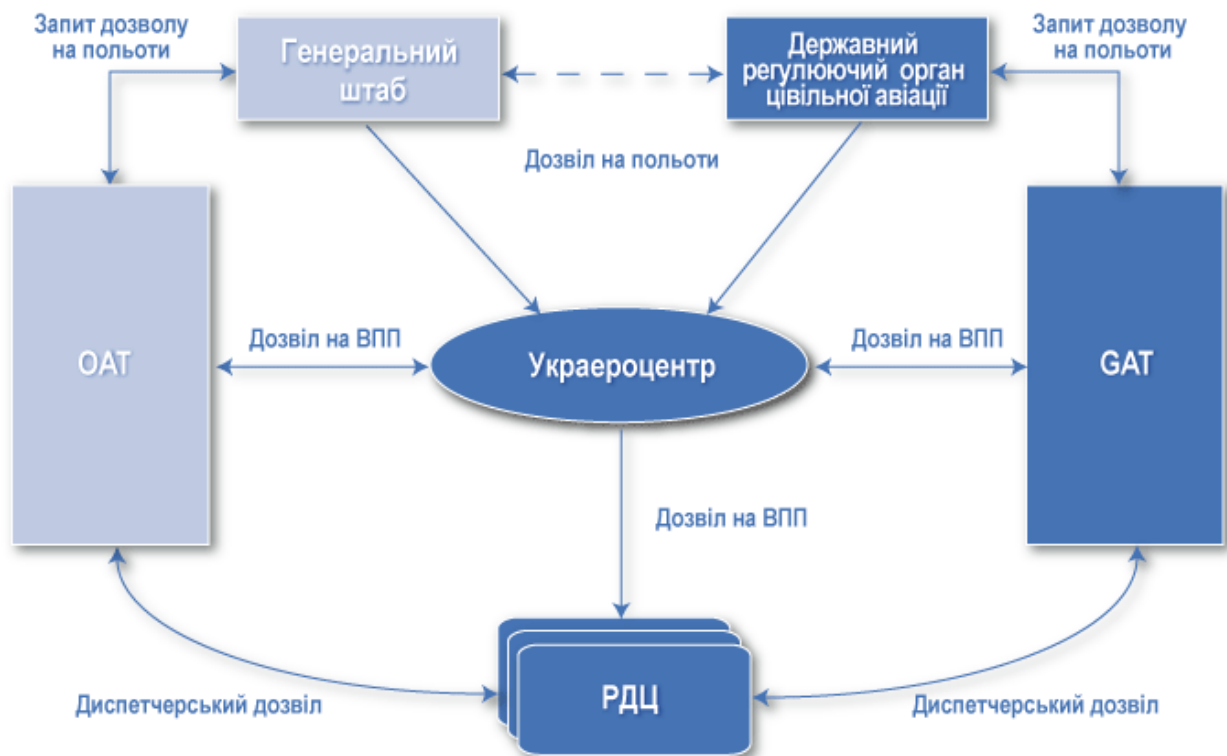 Запит дозволу
на польоти
Генеральний
штаб
Державний
регулюючий орган
цівільної авіації
Запит дозволу
на польоти
Дозвіл на польоти
ОАТ
Дозвіл на ВПП
Украероцентр
Дозвіл на ВПП
GAT
Дозвіл на ВПП
Диспетчерський дозвіл
РДЦ
Диспетчерський дозвіл